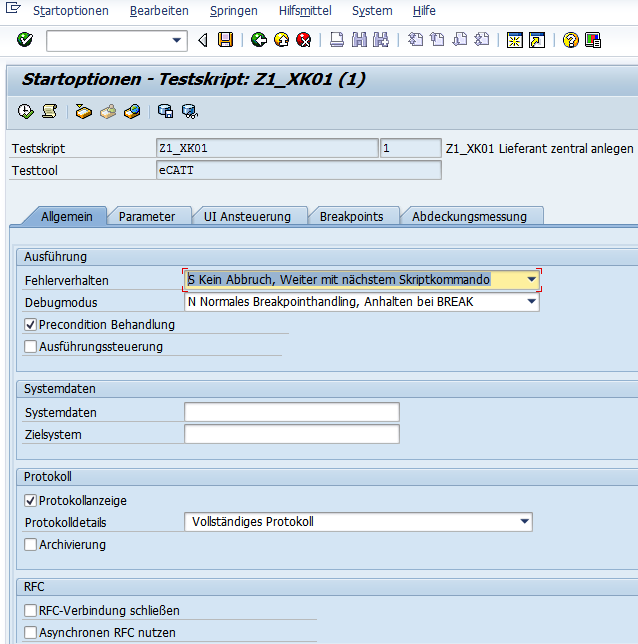 Startoptionen Bearbeiten Springen Hilfsmittel System Hilfe
Startoptionen - Testskript: Z1_XK01 (1)
Testskript Z1_XK01 1 Z1_XK01 Lieferant zentral anlegen
Testtool eCATT
Allgemein Parameter UI Ansteuerung Breakpoints Abdeckungsmessung
Ausführung
Fehlerverhalten S Kein Abbruch, Weiter mit nächstem Skriptkommando
Debugmodus N Normales Breakpointhandling, Anhalten bei BREAK
Precondition Behandlung
Ausführungssteuerung
Systemdaten
Systemdaten
Zielsystem
Protokoll
Protokollanzeige
Protokolldetails Vollständiges Protokoll
Archivierung
RFC
RFC-Verbindung schließen
Asynchronen RFC nutzen